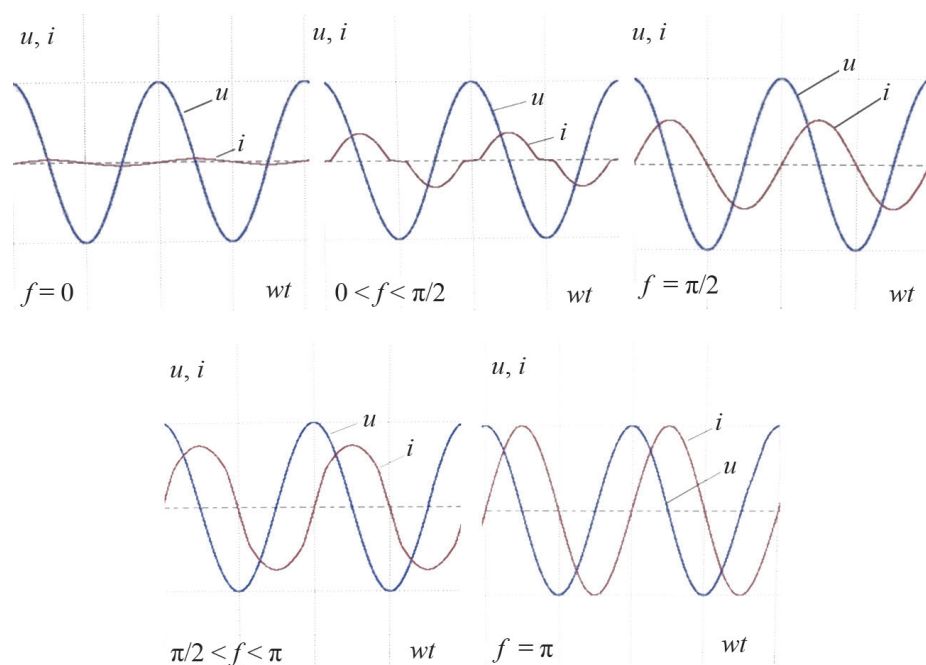 u, i
u
i
f = 0
wt
u, i
u
i
0 < f < π/2
wt
u, i
u
i
f = π/2
wt
u, i
u
i
π/2 < f < π
wt
u, i
i
u
f = π
wt